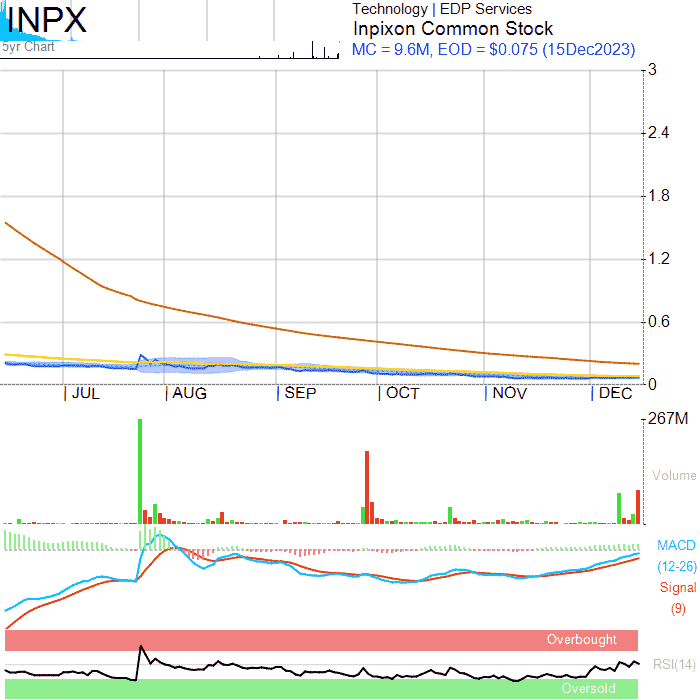 INPX
5yr Chart
Technology | EDP Services
Inpixon Common Stock
MC = 9.6M, EOD = $0.075 (15Dec2023)
3
2.4
1.8
1.2
0.6
0
JUL
AUG
SEP
OCT
NOV
DEC
267M
Volume
MACD
(12-26)
Signal
(9)
Overbought
RSI(14)
Oversold